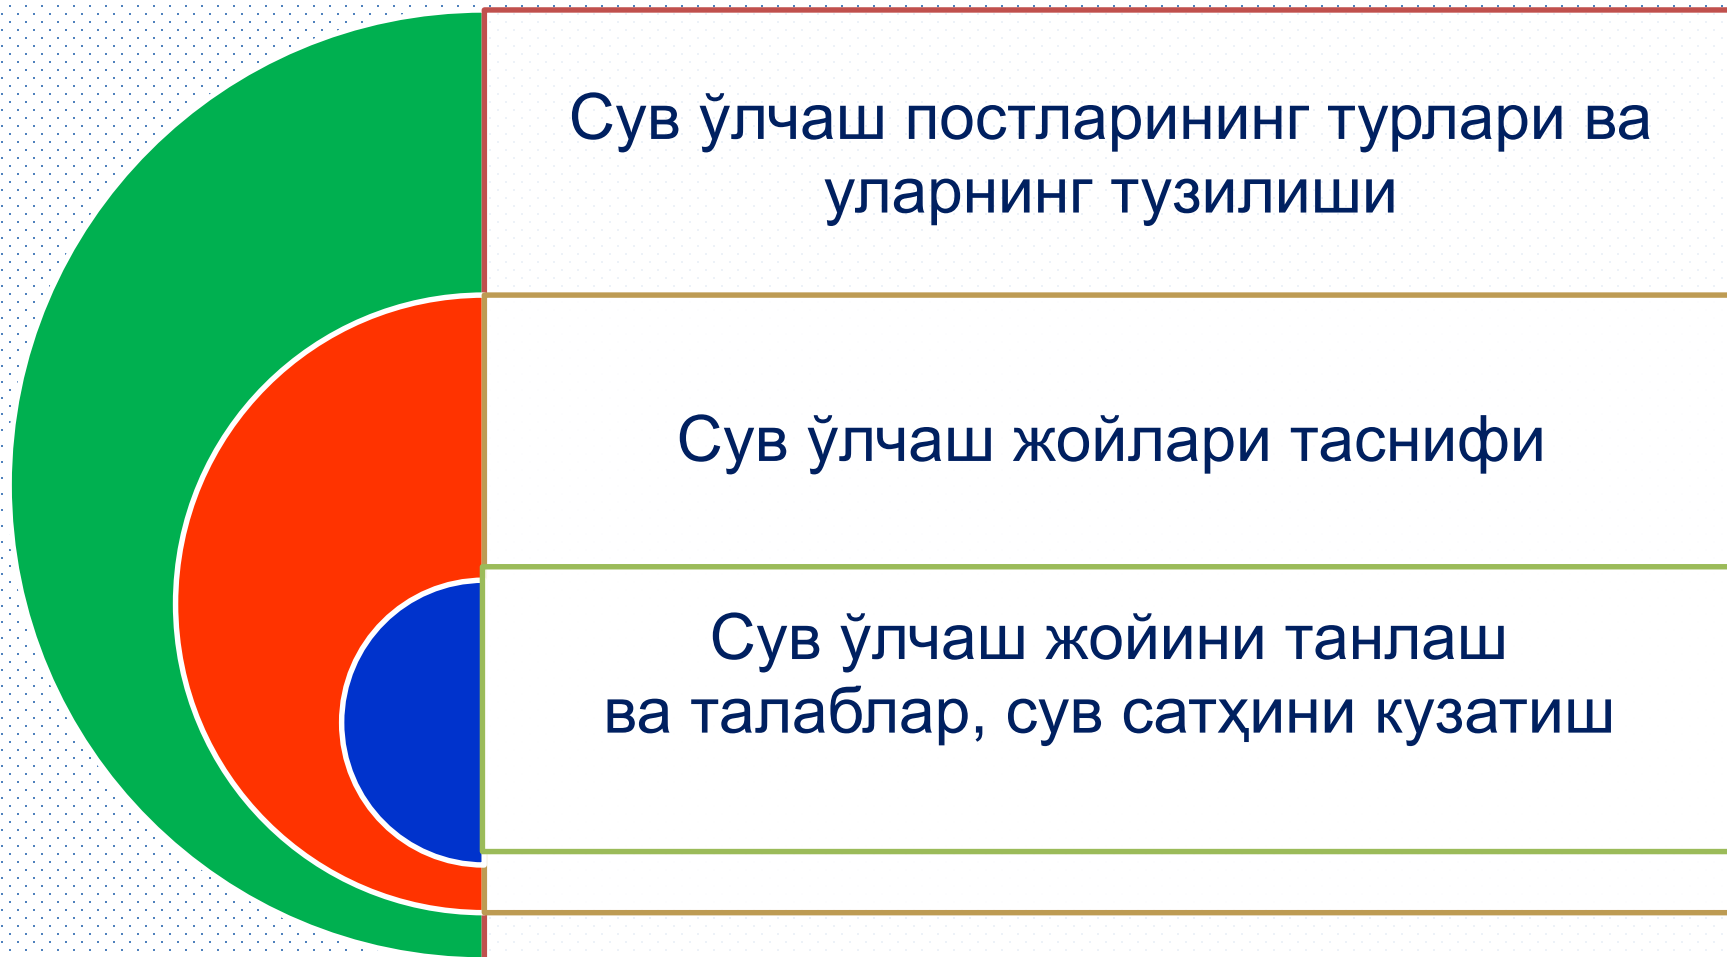 Сув ўлчаш постларининг турлари ва
уларнинг тузилиши
Сув ўлчаш жойлари таснифи
Сув ўлчаш жойини танлаш
ва талаблар, сув сатҳини кузатиш